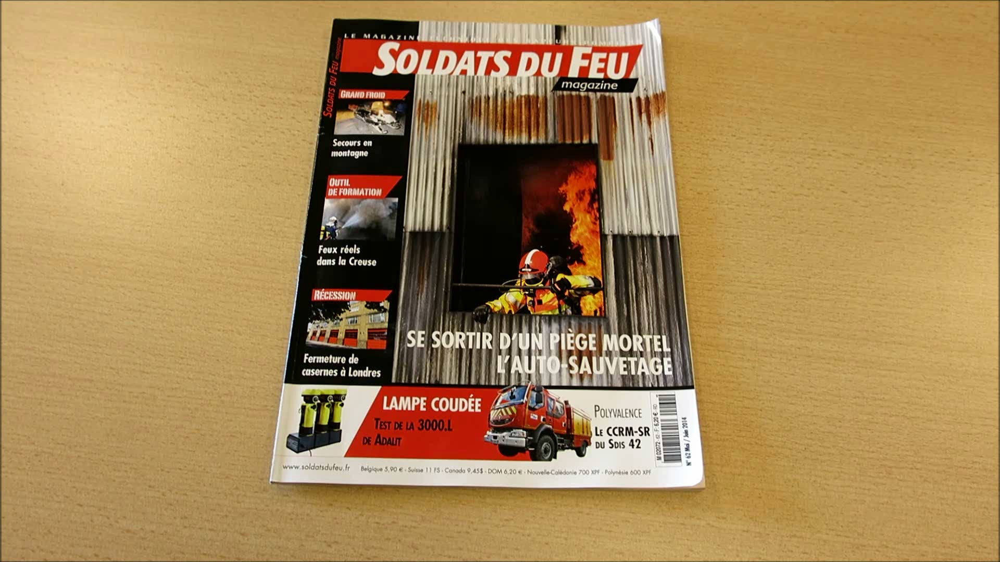 LE MAGAZINE
SOLDATS DU FEU
magazine
SOLDATS DU FEU magazine
GRAND FROID
Secours en
montagne
OUTIL
DE FORMATION
Feux réels
dans la Creuse
RÉCESSION
Fermeture de
casernes à Londres
SE SORTIR D'UN PIÈGE MORTEL
L'AUTO-SAUVETAGE
LAMPE COUDÉE
TEST DE LA 3000.L
DE ADALIT
POLYVALENCE
LE CCRM-SR
DU SDIS 42
M 02072 - 62 - F: 6,20 € - RD
N° 62 Mai / Juin 2014
www.soldatsdufeu.fr
Belgique 5,90 € - Suisse 11 FS - Canada 9,45$ - DOM 6,20 € - Nouvelle-Calédonie 700 XPF - Polynésie 600 XPF